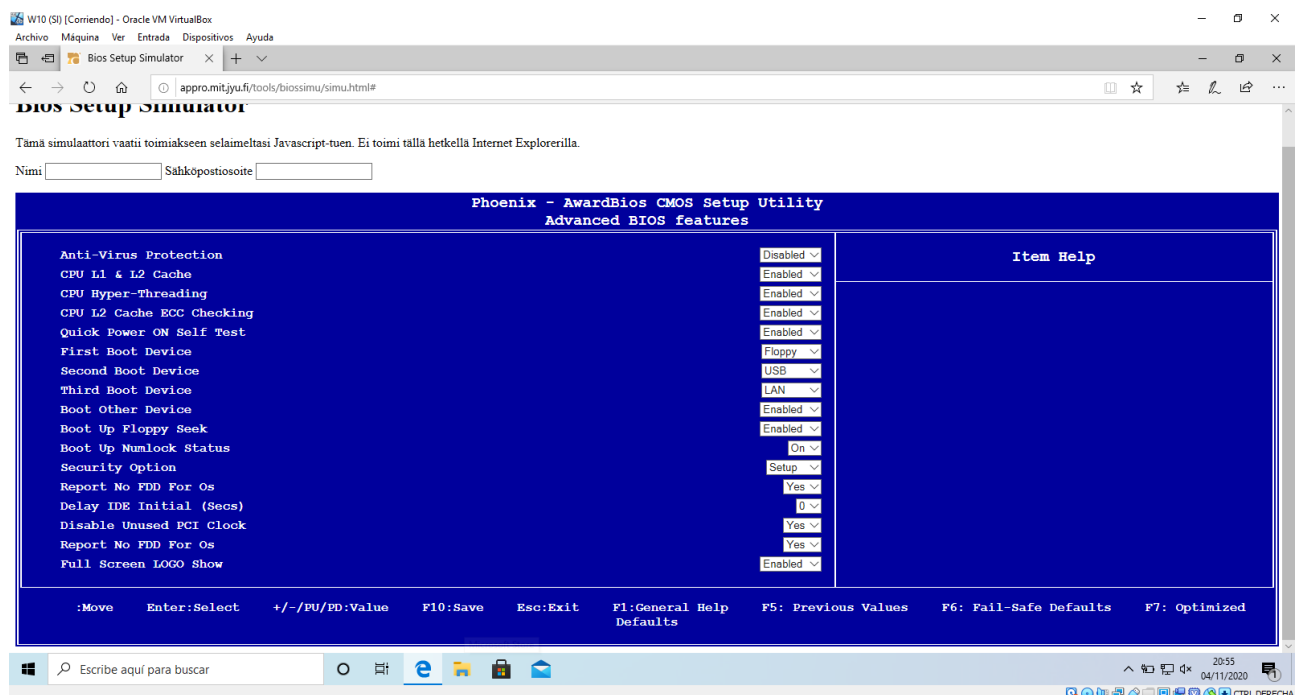 W10 (SI) [Corriendo] - Oracle VM VirtualBox
Archivo Máquina Ver Entrada Dispositivos Ayuda
Bios Setup Simulator
appro.mit.jyu.fi/tools/biossimu/simu.html#
Bios Setup Simulator
Tämä simulaattori vaatii toimiakseen selaimeltasi Javascript-tuen. Ei toimi tällä hetkellä Internet Explorerilla.
Nimi Sähköpostiosoite
Phoenix - AwardBios CMOS Setup Utility
Advanced BIOS features
Item Help
Anti-Virus Protection Disabled
CPU L1 & L2 Cache Enabled
CPU Hyper-Threading Enabled
CPU L2 Cache ECC Checking Enabled
Quick Power ON Self Test Enabled
First Boot Device Floppy
Second Boot Device USB
Third Boot Device LAN
Boot Other Device Enabled
Boot Up Floppy Seek Enabled
Boot Up Numlock Status On
Security Option Setup
Report No FDD For Os Yes
Delay IDE Initial (Secs) 0
Disable Unused PCI Clock Yes
Report No FDD For Os Yes
Full Screen LOGO Show Enabled
:Move Enter:Select +/-/PU/PD:Value F10:Save Esc:Exit F1:General Help F5: Previous Values F6: Fail-Safe Defaults F7: Optimized
Defaults
Escribe aquí para buscar
20:55
04/11/2020
CTRL DERECHA